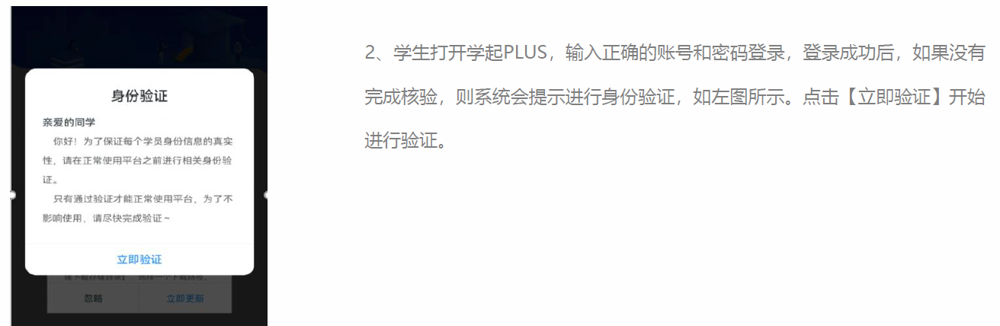 身份验证
亲爱的同学
你好！为了保证每个学员身份信息的真实
性，请在正常使用平台之前进行相关身份验
证。
只有通过验证才能正常使用平台，为了不
影响使用，请尽快完成验证~
立即验证
忽略
立即更新
2、学生打开学起PLUS，输入正确的账号和密码登录，登录成功后，如果没有
完成核验，则系统会提示进行身份验证，如左图所示。点击【立即验证】开始
进行验证。